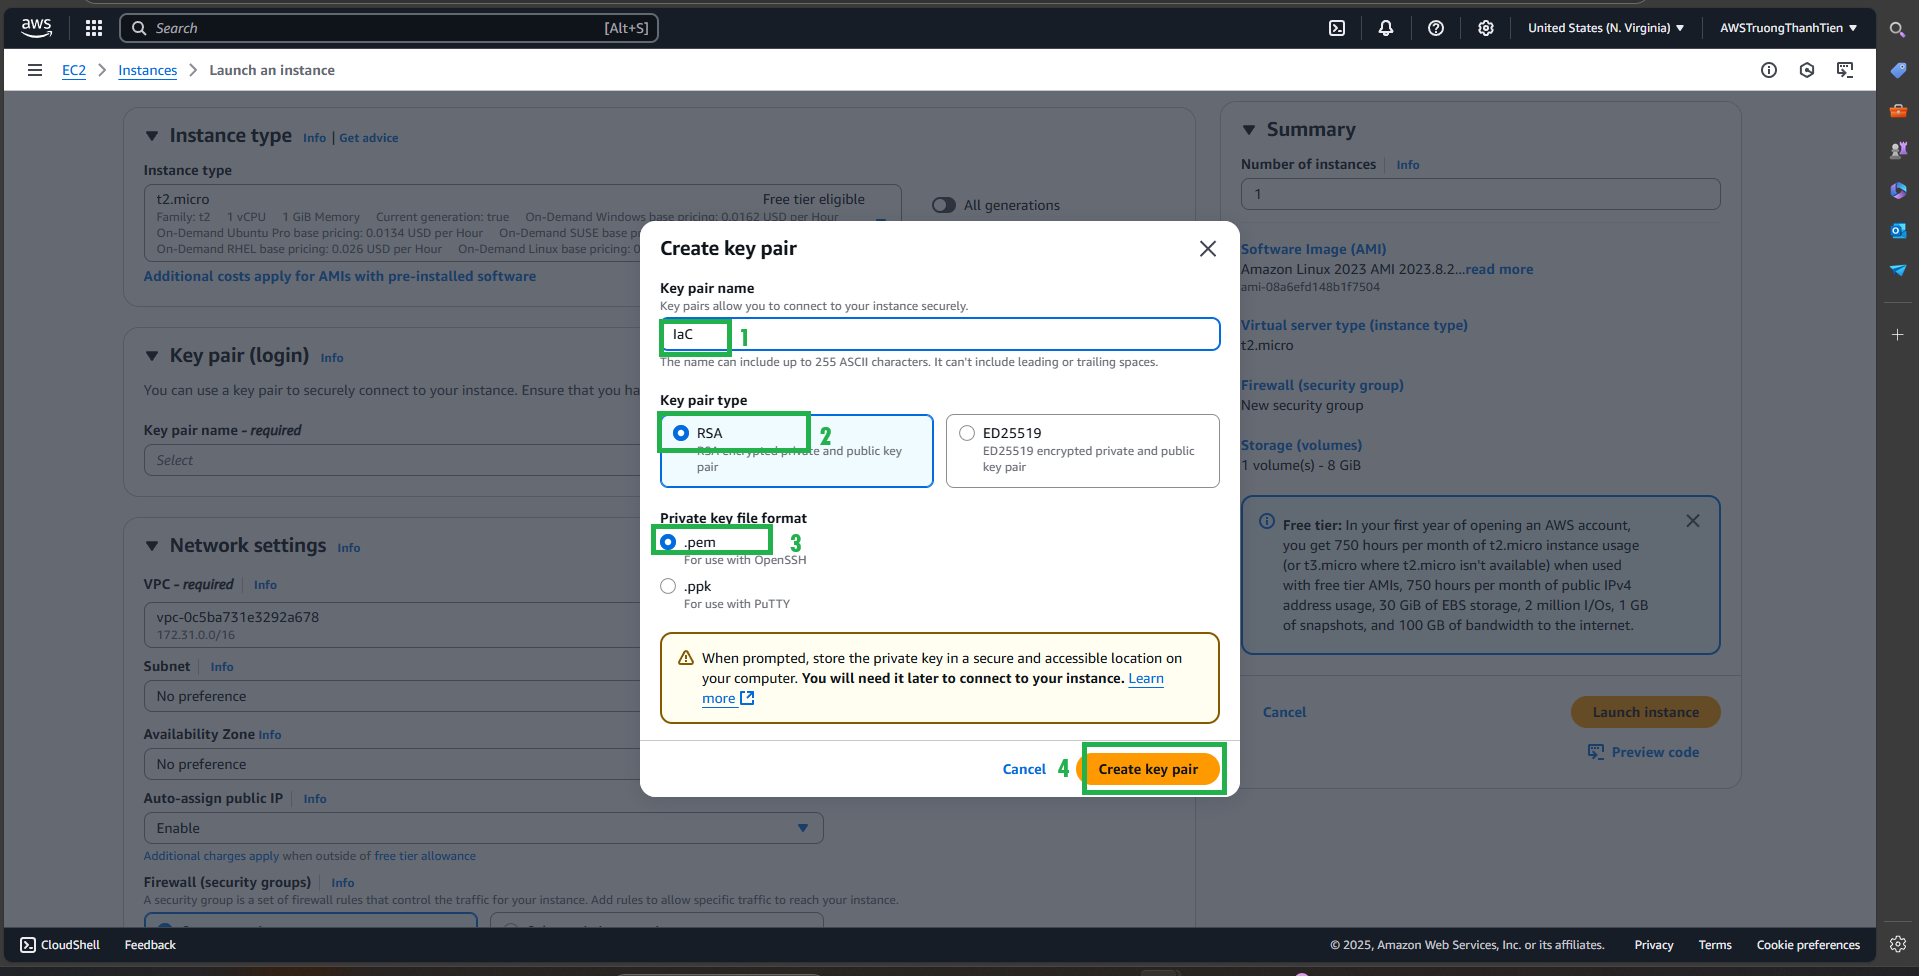 aws
Search
[Alt+S]
United States (N. Virginia)
AWSTruongThanhTien
EC2
Instances
Launch an instance
Instance type
Info | Get advice
Instance type
t2.micro
Free tier eligible
Family: t2 1 vCPU 1 GiB Memory Current generation: true On-Demand Windows base pricing: 0.0162 USD per Hour
On-Demand Ubuntu Pro base pricing: 0.0134 USD per Hour On-Demand SUSE base
On-Demand RHEL base pricing: 0.026 USD per Hour On-Demand Linux base pricing:
All generations
Additional costs apply for AMIs with pre-installed software
Key pair (login)
Info
You can use a key pair to securely connect to your instance. Ensure that you ha
Key pair name - required
Select
Network settings
Info
VPC - required
Info
vpc-0c5ba731e3292a678
172.31.0.0/16
Subnet
Info
No preference
Availability Zone Info
No preference
Auto-assign public IP
Info
Enable
Additional charges apply when outside of free tier allowance
Firewall (security groups)
Info
A security group is a set of firewall rules that control the traffic for your instance. Add rules to allow specific traffic to reach your instance.
Create key pair
Key pair name
Key pairs allow you to connect to your instance securely.
IaC
1
The name can include up to 255 ASCII characters. It can't include leading or trailing spaces.
Key pair type
RSA
2
RSA encrypted private and public key
pair
ED25519
ED25519 encrypted private and public
key pair
Private key file format
.pem
3
For use with OpenSSH
.ppk
For use with PuTTY
When prompted, store the private key in a secure and accessible location on
your computer. You will need it later to connect to your instance. Learn
more
Cancel
4
Create key pair
Summary
Number of instances
Info
1
Software Image (AMI)
Amazon Linux 2023 AMI 2023.8.2...read more
ami-08a6efd148b1f7504
Virtual server type (instance type)
t2.micro
Firewall (security group)
New security group
Storage (volumes)
1 volume(s) - 8 GiB
Free tier: In your first year of opening an AWS account,
you get 750 hours per month of t2.micro instance usage
(or t3.micro where t2.micro isn't available) when used
with free tier AMIs, 750 hours per month of public IPv4
address usage, 30 GiB of EBS storage, 2 million I/Os, 1 GB
of snapshots, and 100 GB of bandwidth to the internet.
Cancel
Launch instance
Preview code
CloudShell
Feedback
© 2025, Amazon Web Services, Inc. or its affiliates.
Privacy
Terms
Cookie preferences